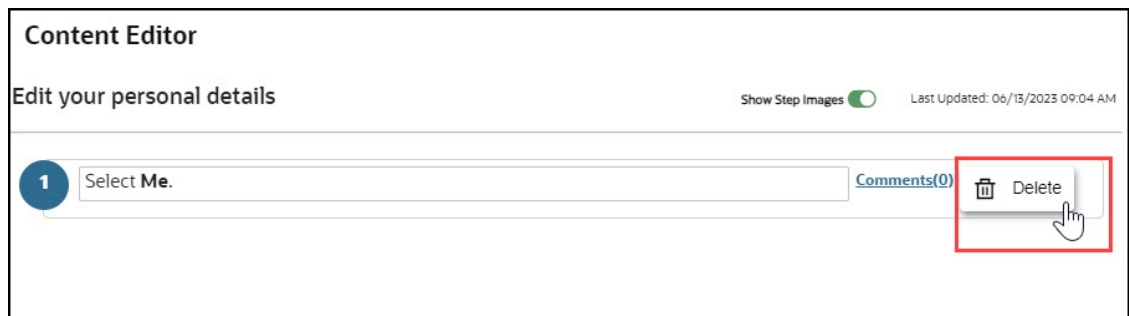 Content Editor
Edit your personal details
Show Step Images
Last Updated: 06/13/2023 09:04 AM
1
Select Me.
Comments(0)
Delete